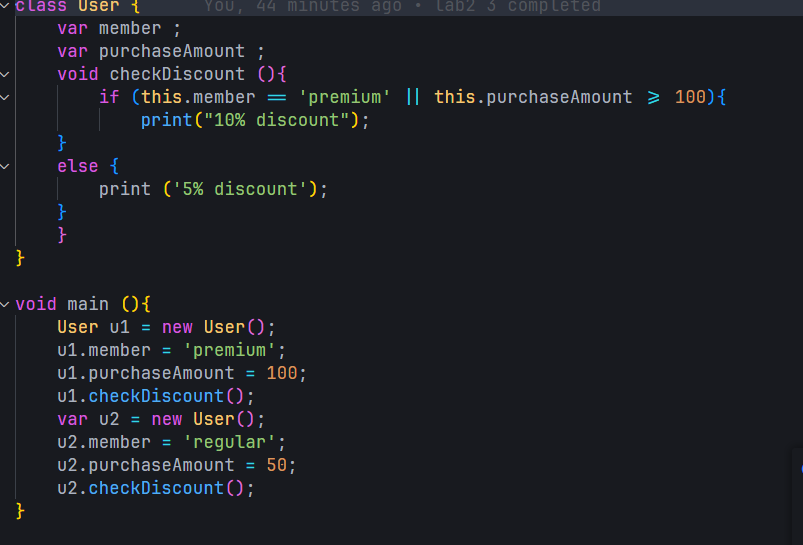 class User {        You, 44 minutes ago • lab2 3 completed
    var member ;
    var purchaseAmount ;
    void checkDiscount (){
        if (this.member == 'premium' || this.purchaseAmount >= 100){
            print("10% discount");
    }
    else {
        print ('5% discount');
    }
    }
}

void main (){
    User u1 = new User();
    u1.member = 'premium';
    u1.purchaseAmount = 100;
    u1.checkDiscount();
    var u2 = new User();
    u2.member = 'regular';
    u2.purchaseAmount = 50;
    u2.checkDiscount();
}